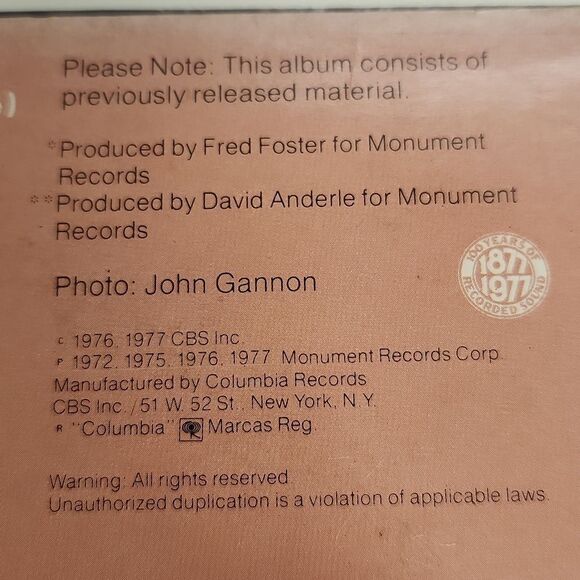 )
Please Note: This album consists of
previously released material.
*Produced by Fred Foster for Monument
Records
**Produced by David Anderle for Monument
Records
Photo: John Gannon
100 YEARS OF
1877
1977
RECORDED SOUND
© 1976, 1977 CBS Inc.
℗ 1972, 1975, 1976, 1977 Monument Records Corp.
Manufactured by Columbia Records
CBS Inc./51 W. 52 St., New York, N.Y.
® "Columbia" Marcas Reg.
Warning: All rights reserved.
Unauthorized duplication is a violation of applicable laws.